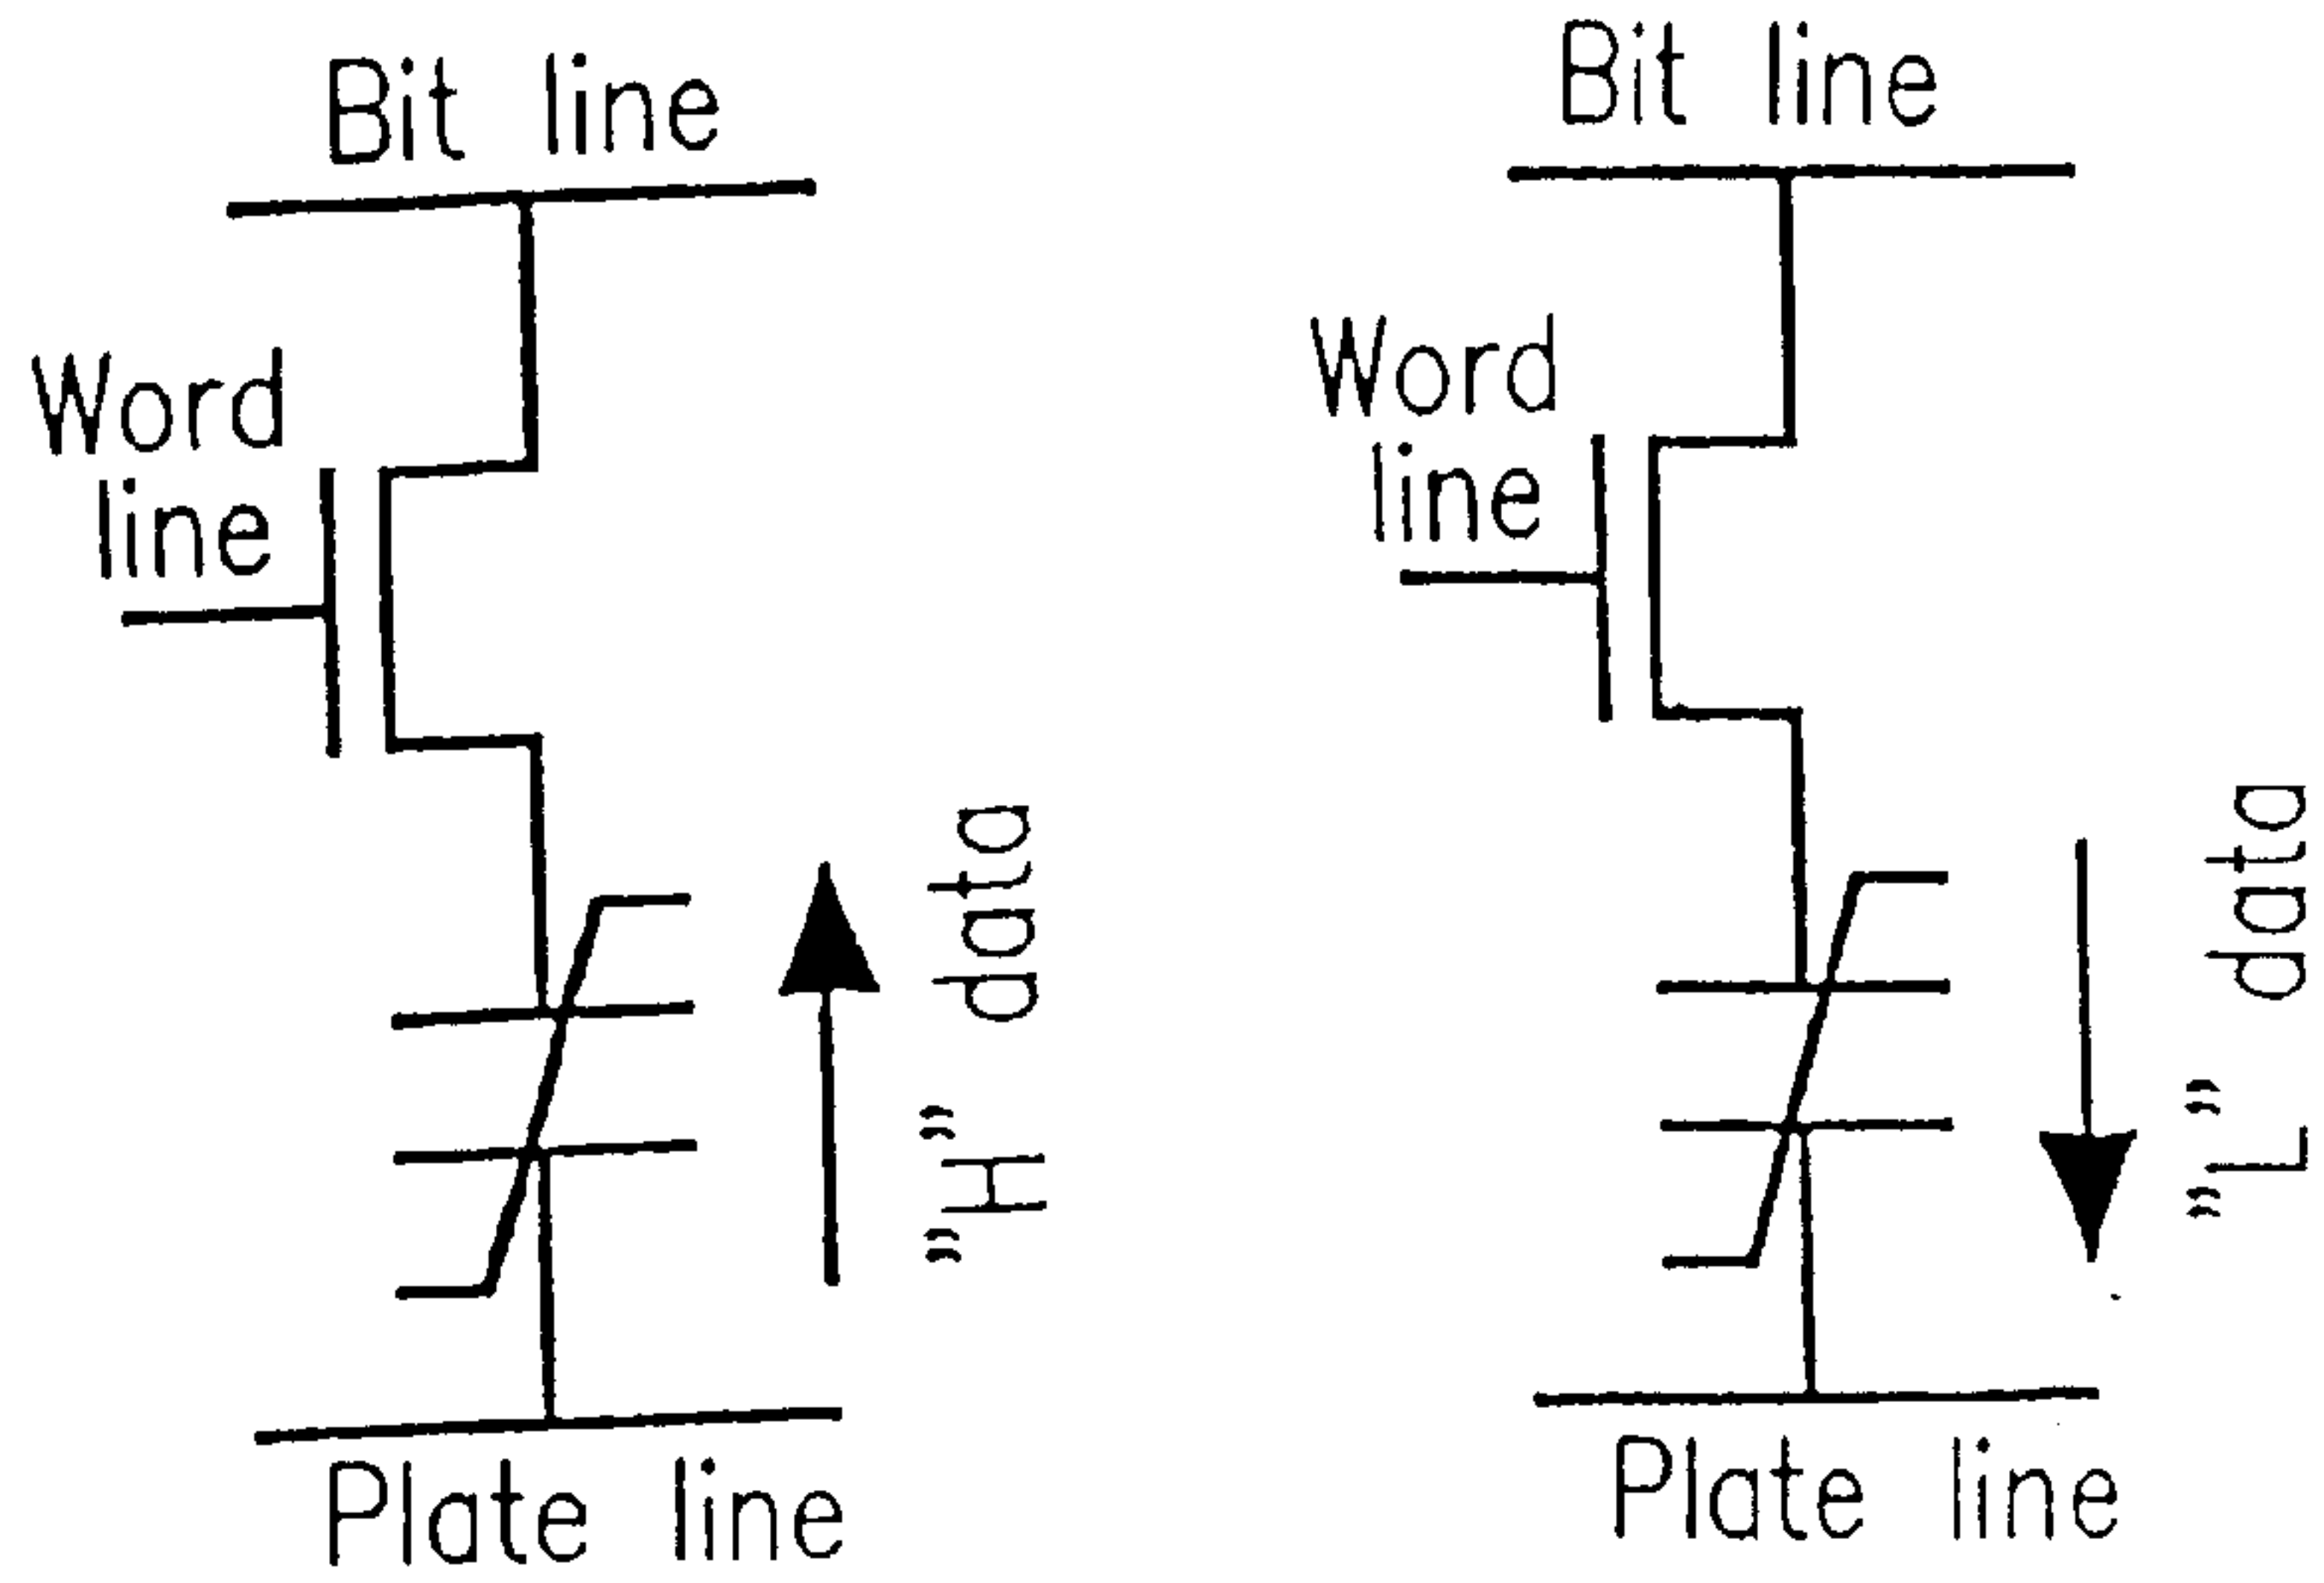 Bit line
Word
line
”H” data
Plate line
Bit line
Word
line
”L” data
Plate line